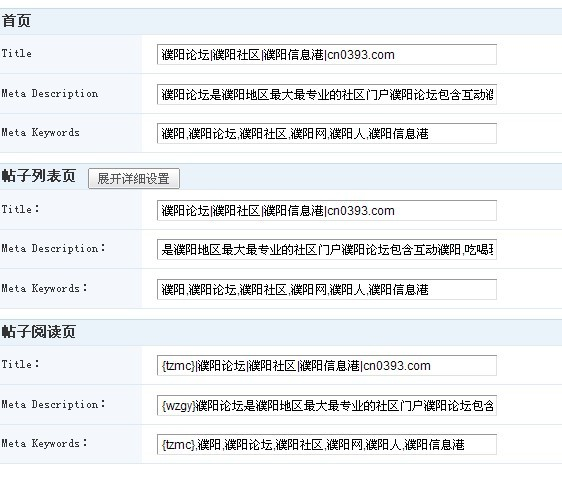 首页
Title 濮阳论坛|濮阳社区|濮阳信息港|cn0393.com
Meta Description 濮阳论坛是濮阳地区最大最专业的社区门户濮阳论坛包含互动
Meta Keywords 濮阳,濮阳论坛,濮阳社区,濮阳网,濮阳人,濮阳信息港
帖子列表页 展开详细设置
Title： 濮阳论坛|濮阳社区|濮阳信息港|cn0393.com
Meta Description： 是濮阳地区最大最专业的社区门户濮阳论坛包含互动濮阳,吃喝
Meta Keywords： 濮阳,濮阳论坛,濮阳社区,濮阳网,濮阳人,濮阳信息港
帖子阅读页
Title： {tzmc}|濮阳论坛|濮阳社区|濮阳信息港|cn0393.com
Meta Description： {wzgy}濮阳论坛是濮阳地区最大最专业的社区门户濮阳论坛包含
Meta Keywords： {tzmc},濮阳,濮阳论坛,濮阳社区,濮阳网,濮阳人,濮阳信息港